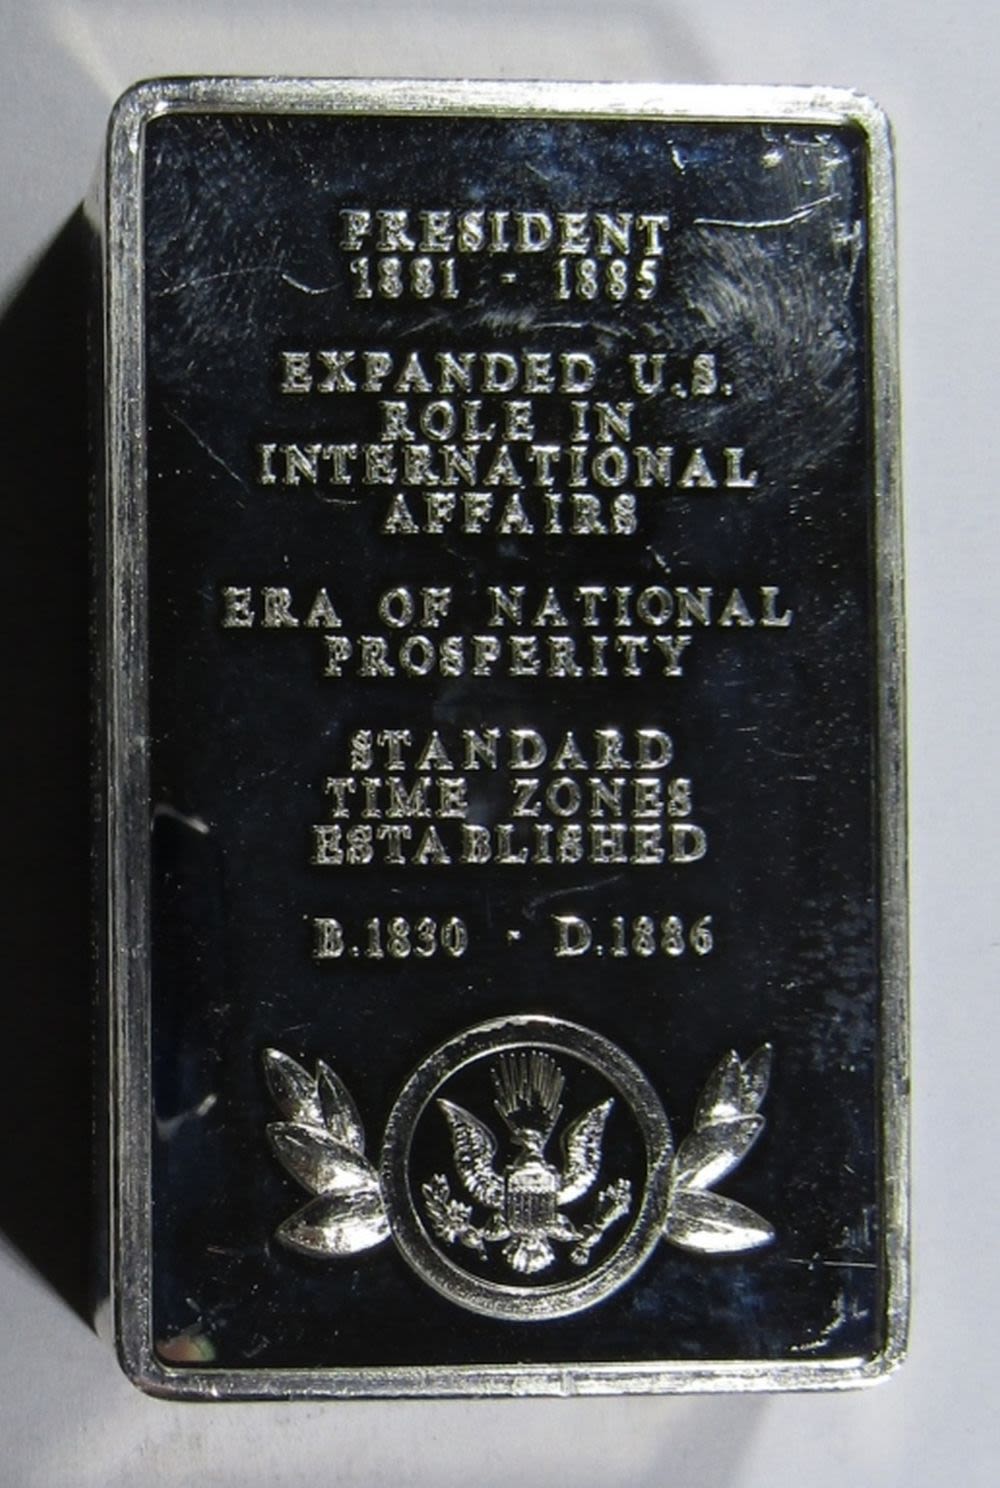 PRESIDENT
1881 - 1885
EXPANDED U.S.
ROLE IN
INTERNATIONAL
AFFAIRS
ERA OF NATIONAL
PROSPERITY
STANDARD
TIME ZONES
ESTABLISHED
B.1830 - D.1886